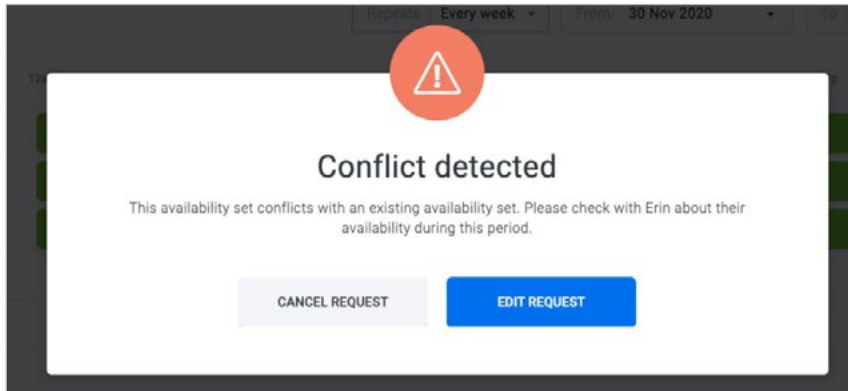 Repeats Every week From 30 Nov 2020 To
Conflict detected
This availability set conflicts with an existing availability set. Please check with Erin about their
availability during this period.
CANCEL REQUEST EDIT REQUEST